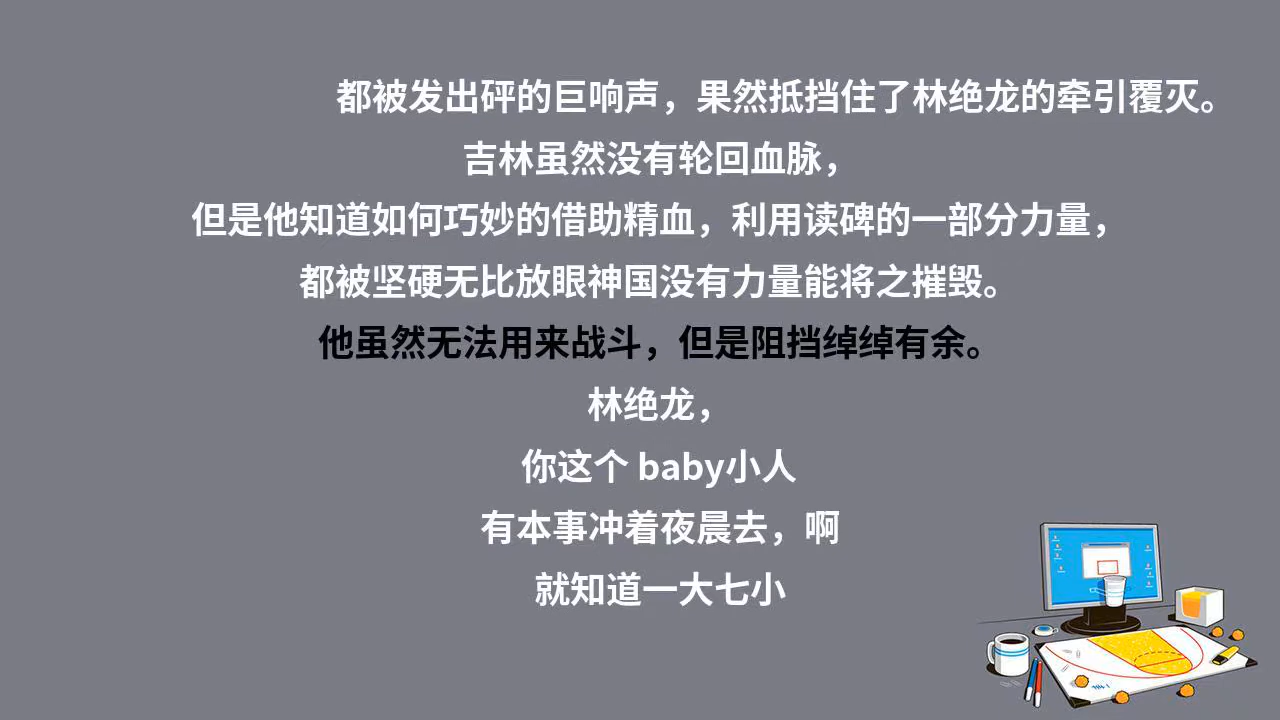 都被发出砰的巨响声，果然抵挡住了林绝龙的牵引覆灭。
吉林虽然没有轮回血脉，
但是他知道如何巧妙的借助精血，利用读碑的一部分力量，
都被坚硬无比放眼神国没有力量能将之摧毁。
他虽然无法用来战斗，但是阻挡绰绰有余。
林绝龙，
你这个 baby小人
有本事冲着夜晨去，啊
就知道一大七小